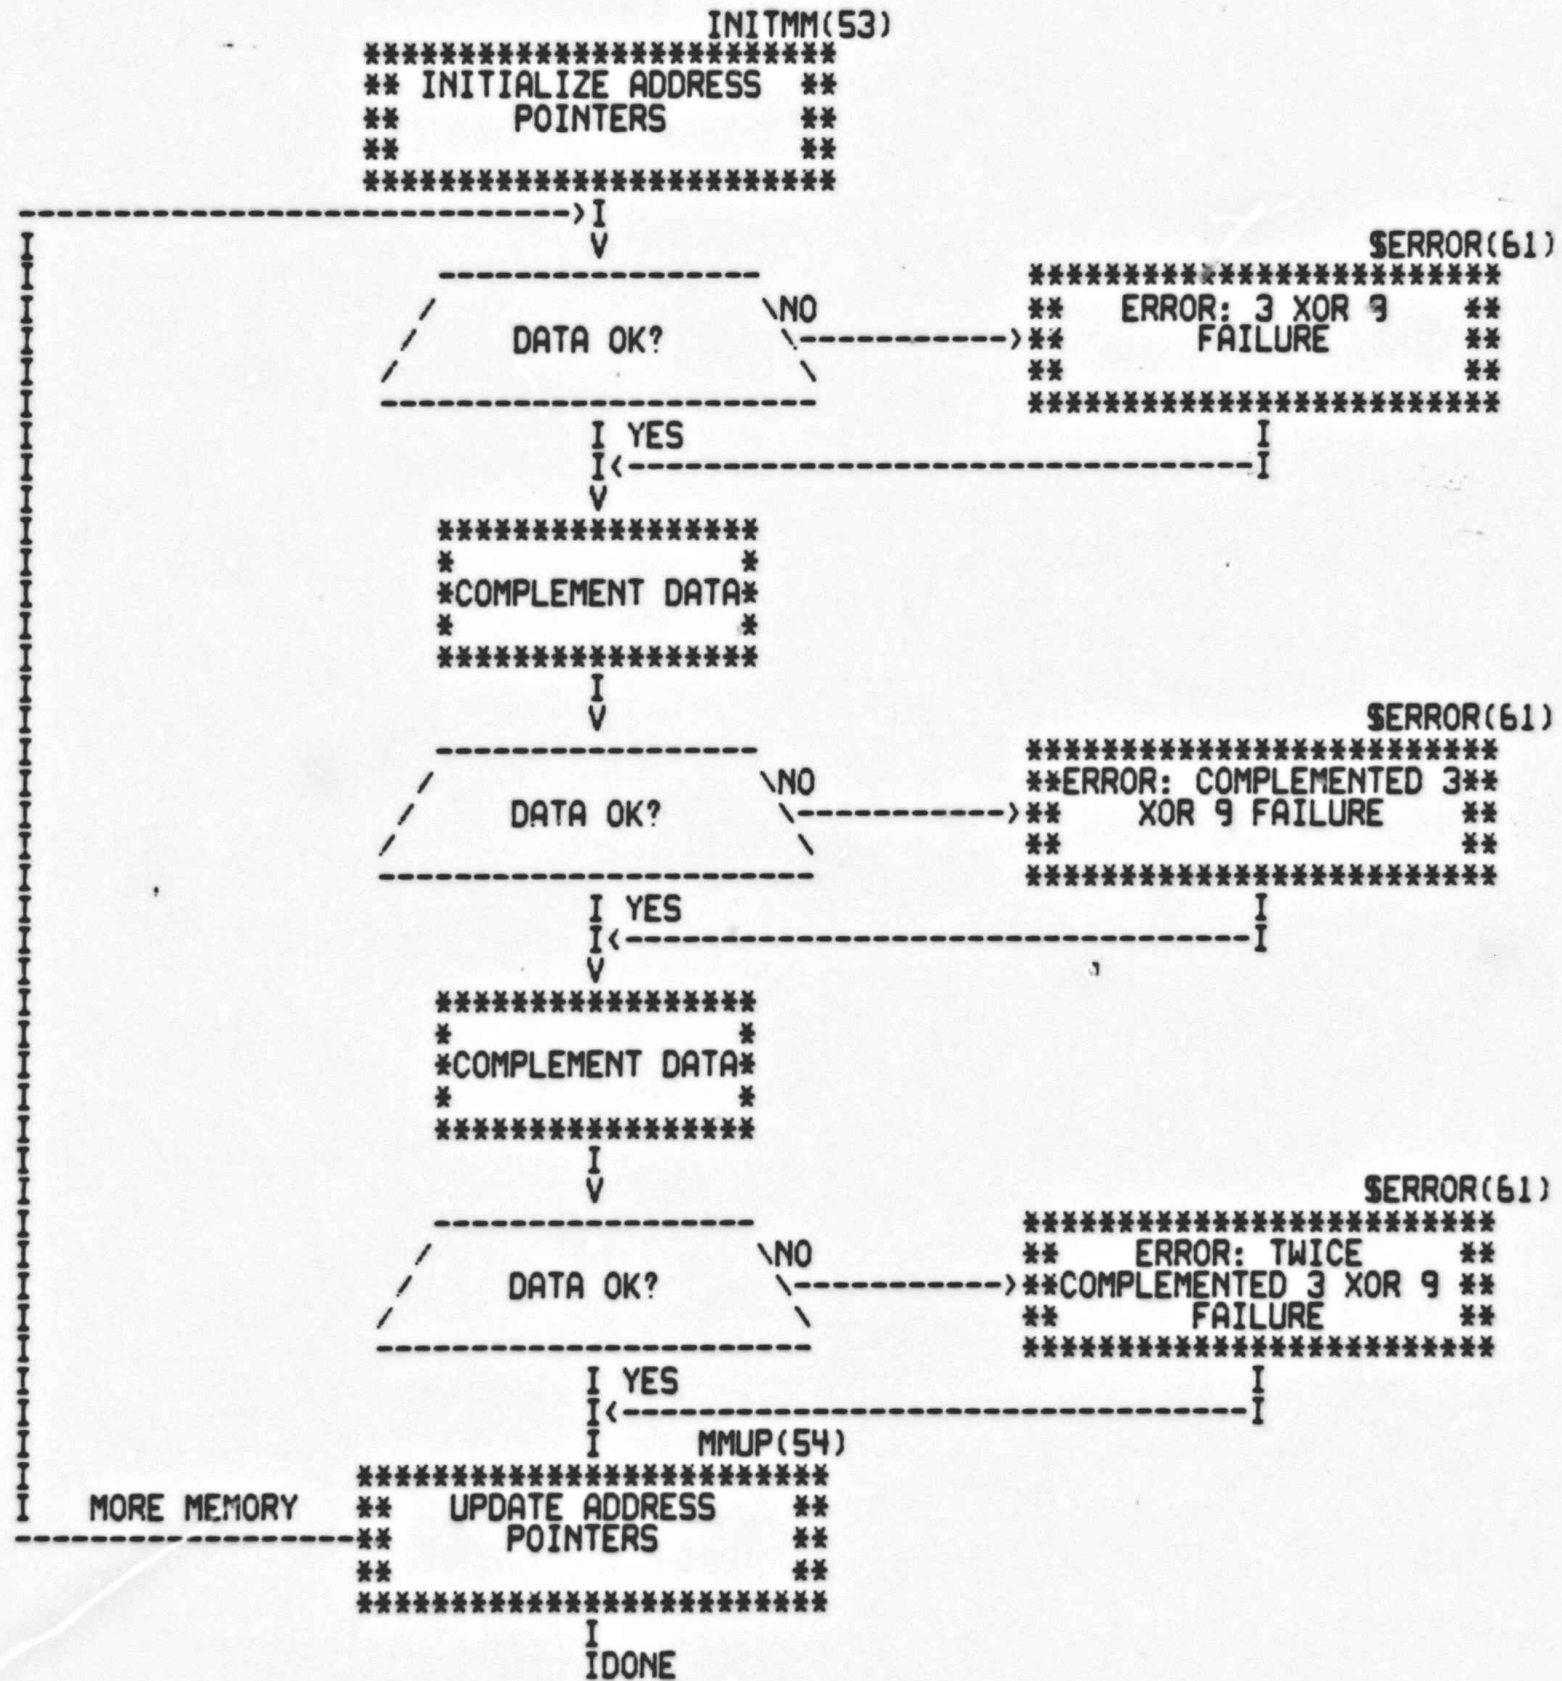 INITMM(53)
*************************
** INITIALIZE ADDRESS **
** POINTERS **
** **
*************************
------------------------------>I
V
$ERROR(61)
-----------------
*************************
/ \NO
** ERROR: 3 XOR 9 **
/ DATA OK? \----------->** FAILURE **
/ \ ** **
-----------------------
*************************
I YES I
I<----------------------------------I
V
*****************
* *
*COMPLEMENT DATA*
* *
*****************
I
V
$ERROR(61)
-----------------
*************************
/ \NO
**ERROR: COMPLEMENTED 3**
/ DATA OK? \----------->** XOR 9 FAILURE **
/ \ ** **
-----------------------
*************************
I YES I
I<----------------------------------I
V
*****************
* *
*COMPLEMENT DATA*
* *
*****************
I
V
$ERROR(61)
-----------------
*************************
/ \NO
** ERROR: TWICE **
/ DATA OK? \----------->**COMPLEMENTED 3 XOR 9 **
/ \ ** FAILURE **
-----------------------
*************************
I YES I
I<----------------------------------I
I MMUP(54)
*************************
I MORE MEMORY ** UPDATE ADDRESS **
------------------** POINTERS **
** **
*************************
I
IDONE